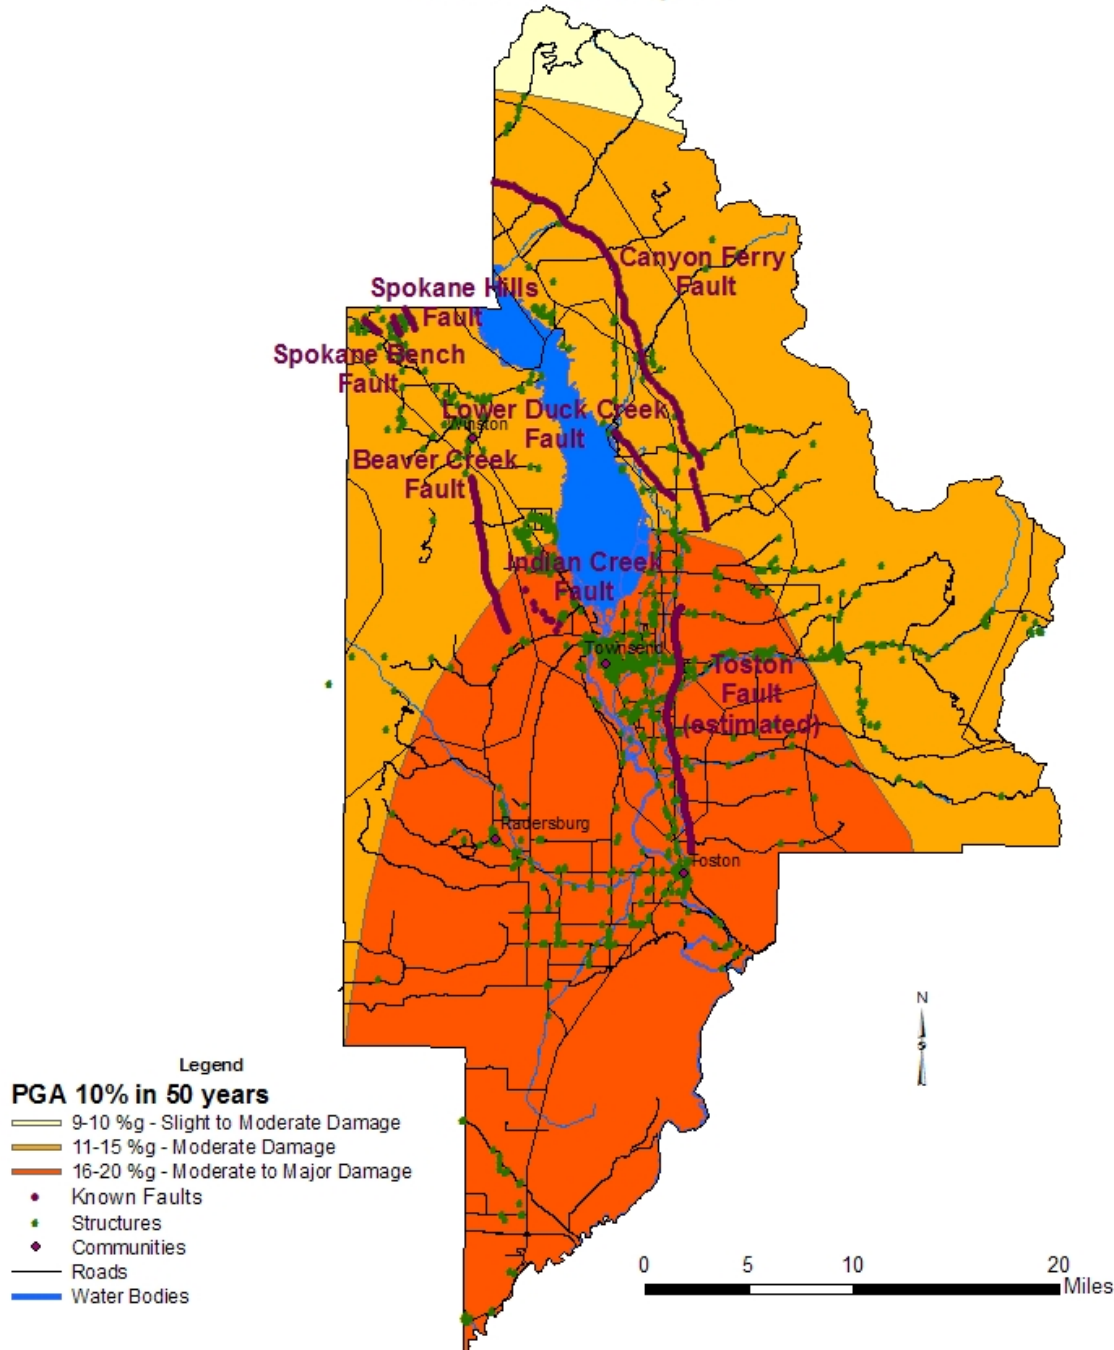 Canyon Ferry
Fault
Spokane Hills
Fault
Spokane Bench
Fault
Lower Duck Creek
Fault
Winston
Beaver Creek
Fault
Indian Creek
Fault
Townsend
Toston
Fault
(estimated)
Radersburg
Toston
N
S
Legend
PGA 10% in 50 years
9-10 %g - Slight to Moderate Damage
11-15 %g - Moderate Damage
16-20 %g - Moderate to Major Damage
Known Faults
Structures
Communities
Roads
Water Bodies
0 5 10 20
Miles